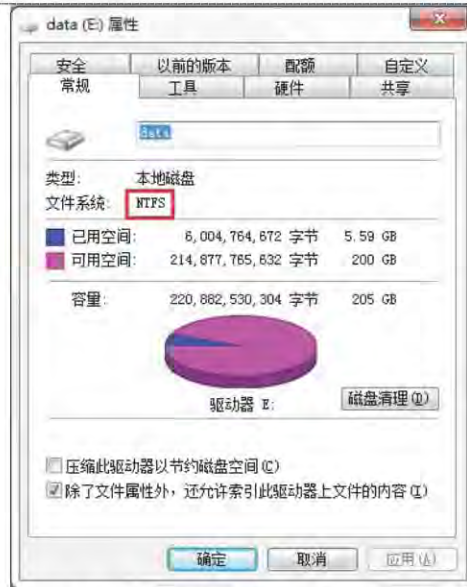 data (E:) 属性
安全 以前的版本 配额 自定义
常规 工具 硬件 共享
data
类型: 本地磁盘
文件系统: NTFS
已用空间: 6,004,764,672 字节 5.59 GB
可用空间: 214,877,765,632 字节 200 GB
容量: 220,882,530,304 字节 205 GB
驱动器 E: 磁盘清理(D)
压缩此驱动器以节约磁盘空间(C)
除了文件属性外，还允许索引此驱动器上文件的内容(I)
确定 取消 应用(A)